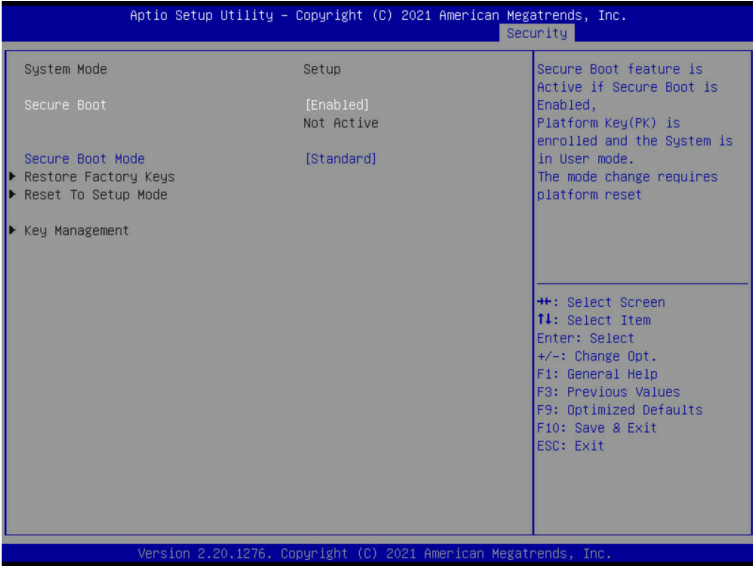 Aptio Setup Utility – Copyright (C) 2021 American Megatrends, Inc.
Security
System Mode Setup
Secure Boot [Enabled]
Not Active
Secure Boot Mode [Standard]
▶ Restore Factory Keys
▶ Reset To Setup Mode
▶ Key Management
Secure Boot feature is
Active if Secure Boot is
Enabled,
Platform Key(PK) is
enrolled and the System is
in User mode.
The mode change requires
platform reset
→←: Select Screen
↑↓: Select Item
Enter: Select
+/-: Change Opt.
F1: General Help
F3: Previous Values
F9: Optimized Defaults
F10: Save & Exit
ESC: Exit
Version 2.20.1276. Copyright (C) 2021 American Megatrends, Inc.